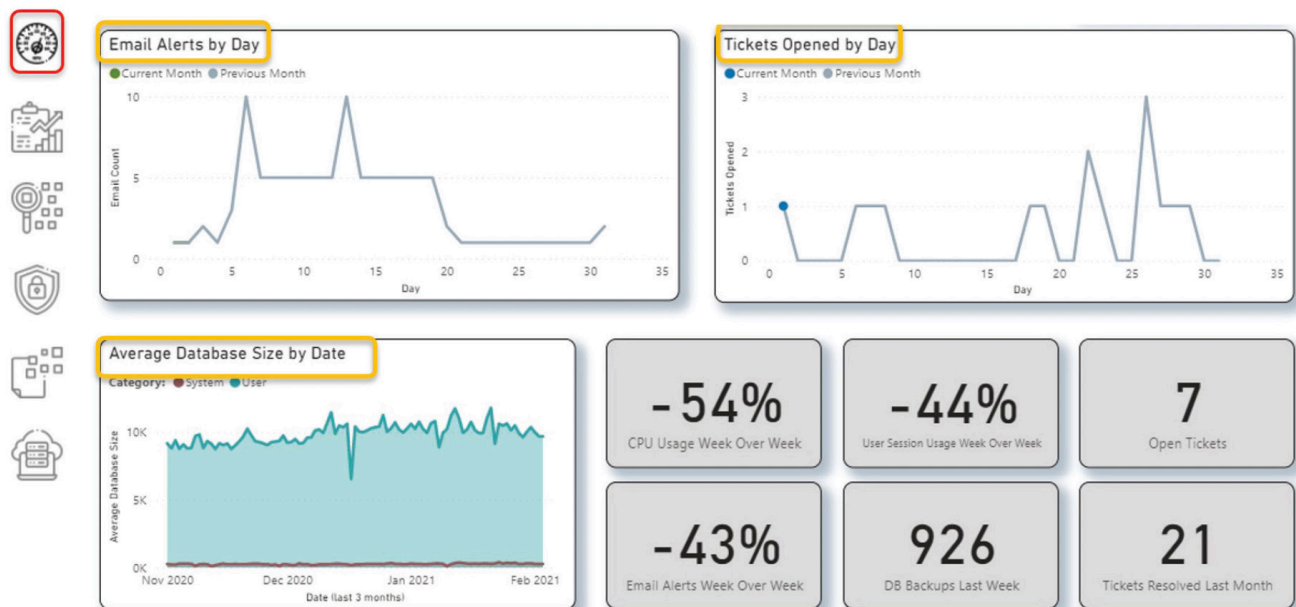 Email Alerts by Day
Current Month Previous Month
10
5
0
Email Count
0 5 10 15 20 25 30 35
Day
Tickets Opened by Day
Current Month Previous Month
3
2
1
0
Tickets Opened
0 5 10 15 20 25 30 35
Day
Average Database Size by Date
Category: System User
10K
5K
0K
Average Database Size
Nov 2020 Dec 2020 Jan 2021 Feb 2021
Date (last 3 months)
-54%
CPU Usage Week Over Week
-44%
User Session Usage Week Over Week
7
Open Tickets
-43%
Email Alerts Week Over Week
926
DB Backups Last Week
21
Tickets Resolved Last Month